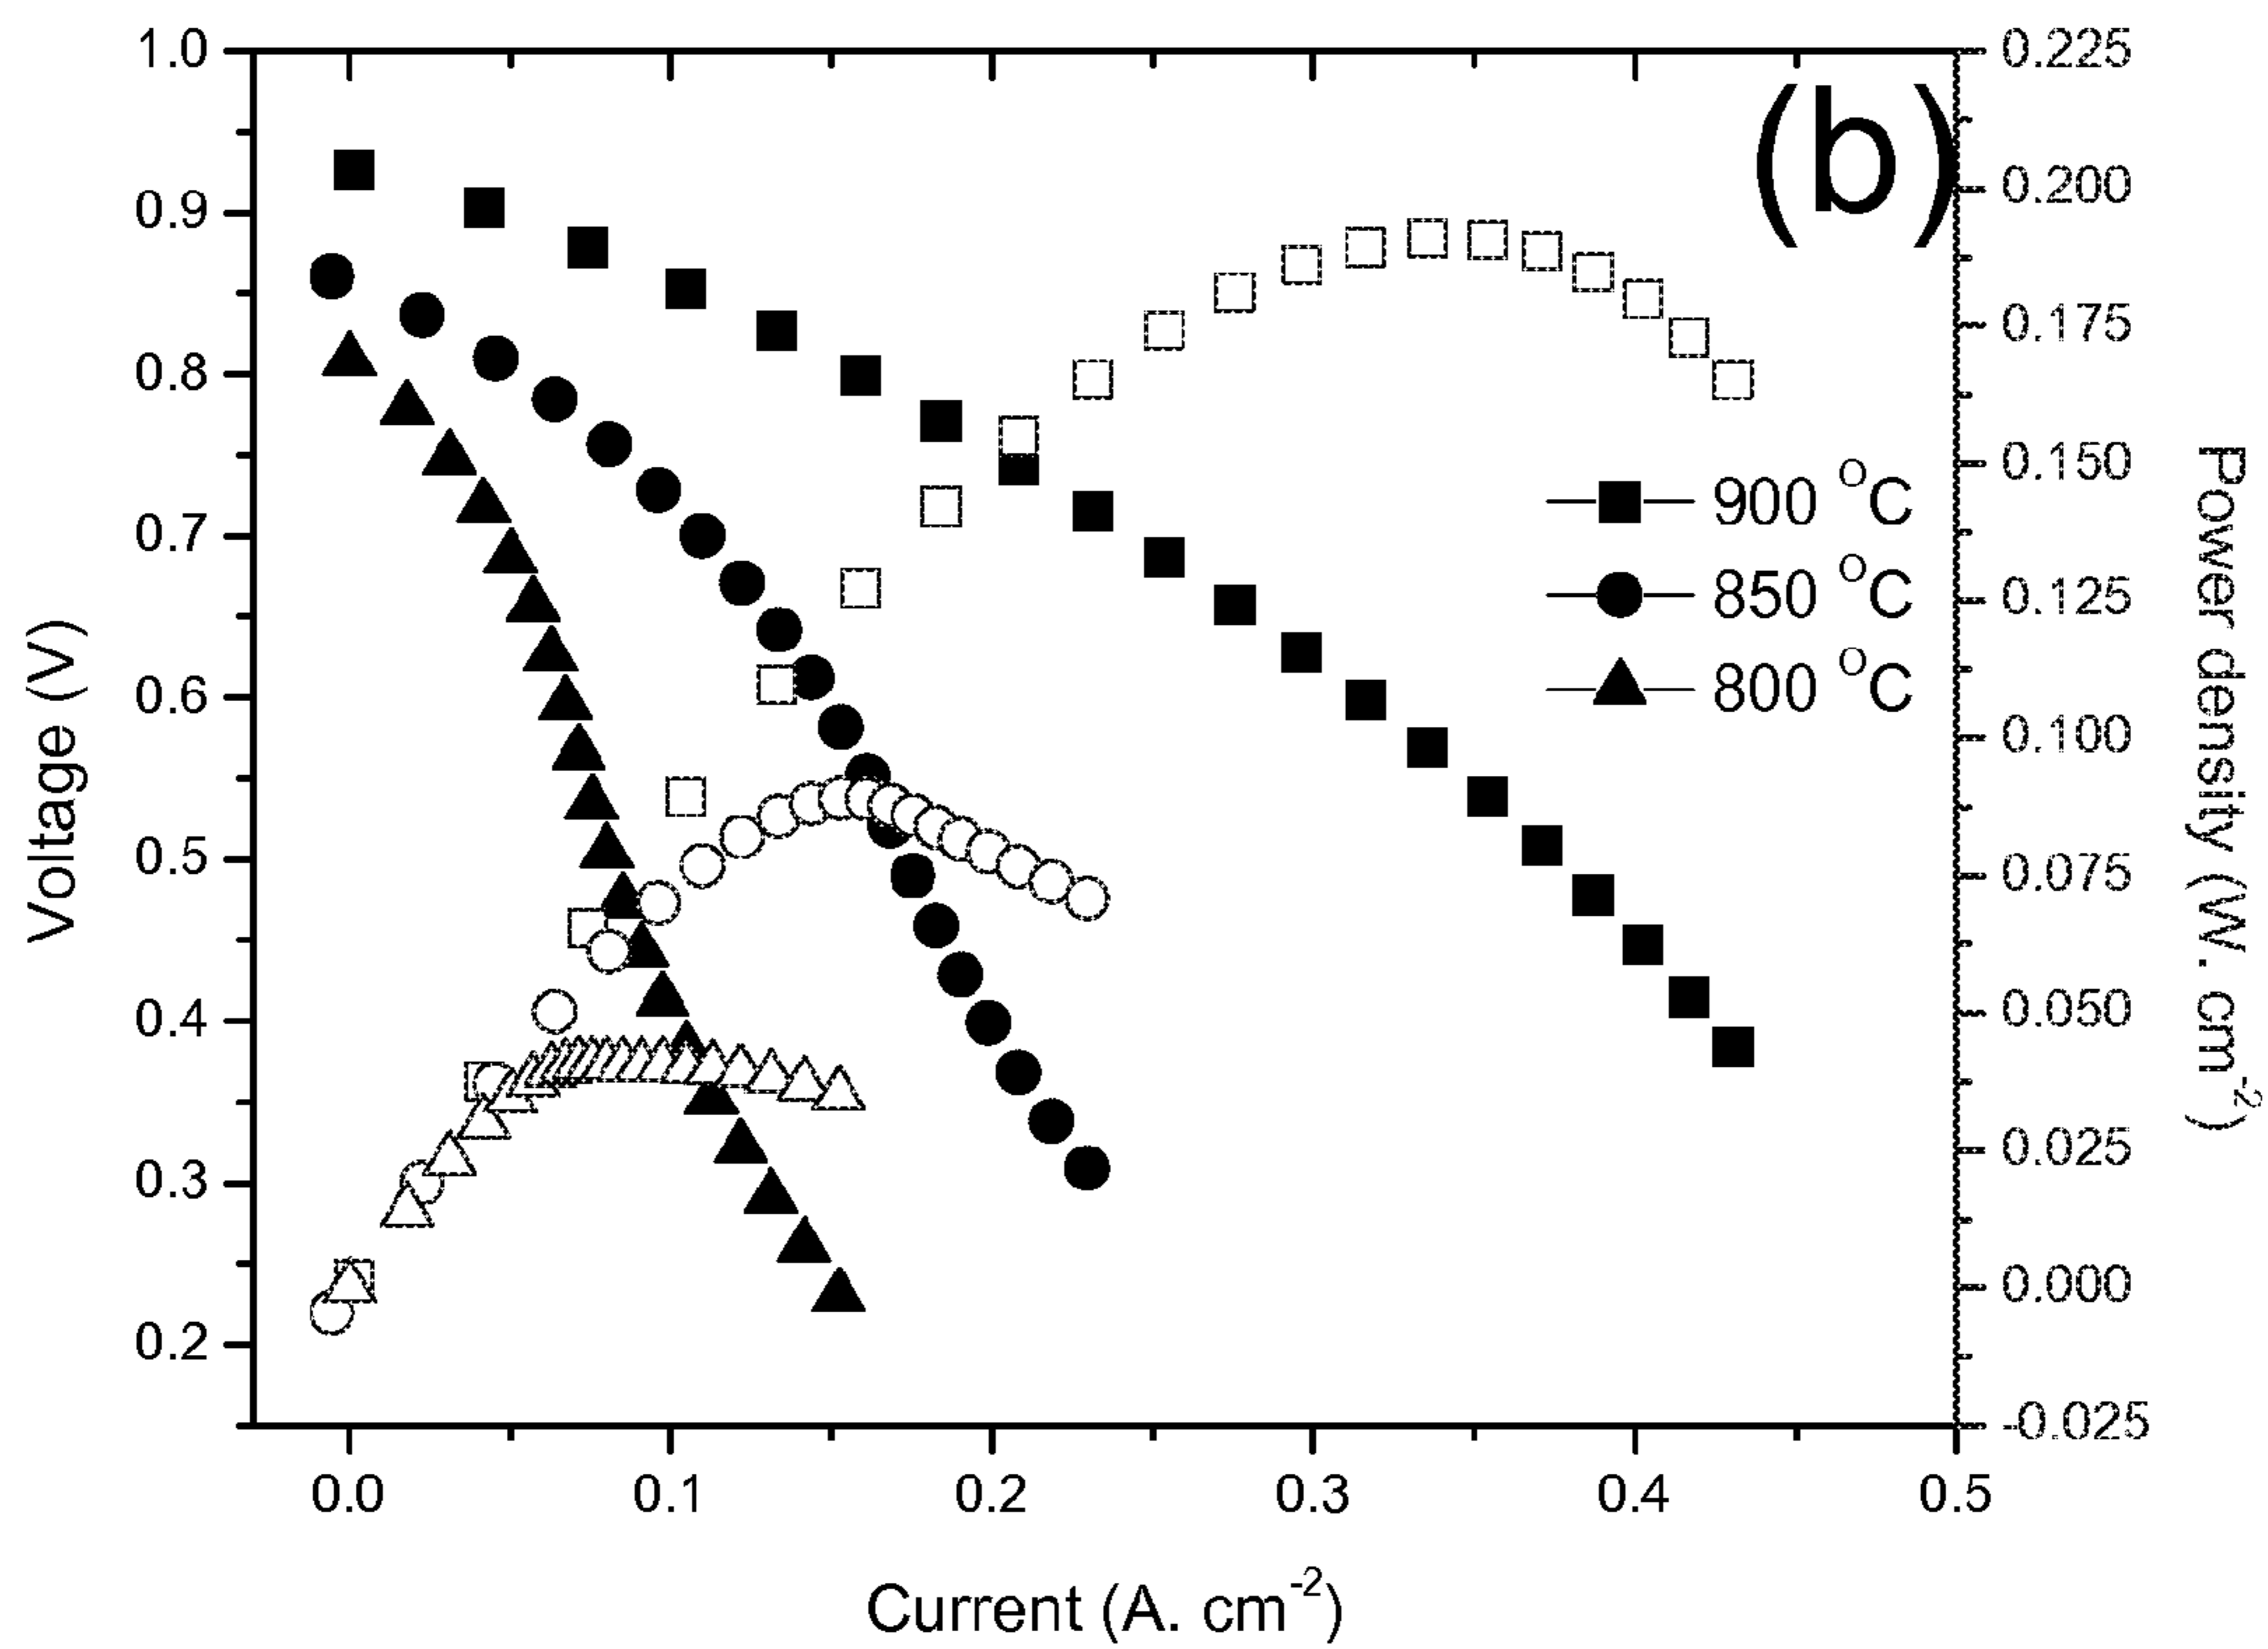 (b)
1.0
0.9
0.8
0.7
0.6
0.5
0.4
0.3
0.2
Voltage (V)
0.225
0.200
0.175
0.150
0.125
0.100
0.075
0.050
0.025
0.000
-0.025
Power density (W. cm⁻²)
900 °C
850 °C
800 °C
0.0 0.1 0.2 0.3 0.4 0.5
Current (A. cm⁻²)